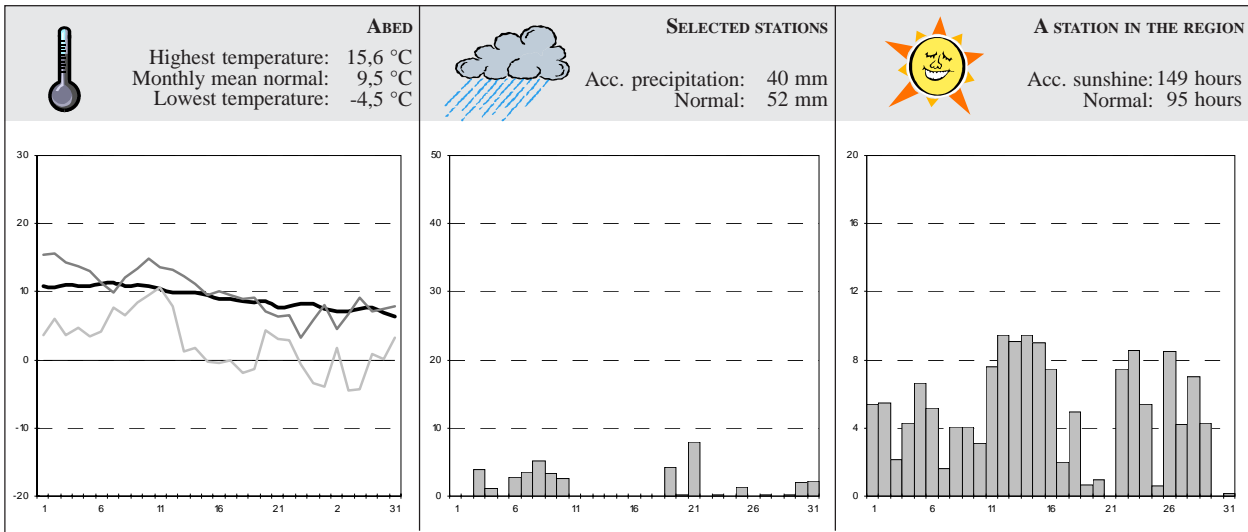 ABED
Highest temperature: 15,6 °C
Monthly mean normal: 9,5 °C
Lowest temperature: -4,5 °C
30
20
10
0
-10
-20
1 6 11 16 21 2 31
SELECTED STATIONS
Acc. precipitation: 40 mm
Normal: 52 mm
50
40
30
20
10
0
1 6 11 16 21 26 31
A STATION IN THE REGION
Acc. sunshine: 149 hours
Normal: 95 hours
20
16
12
8
4
0
1 6 11 16 21 26 31